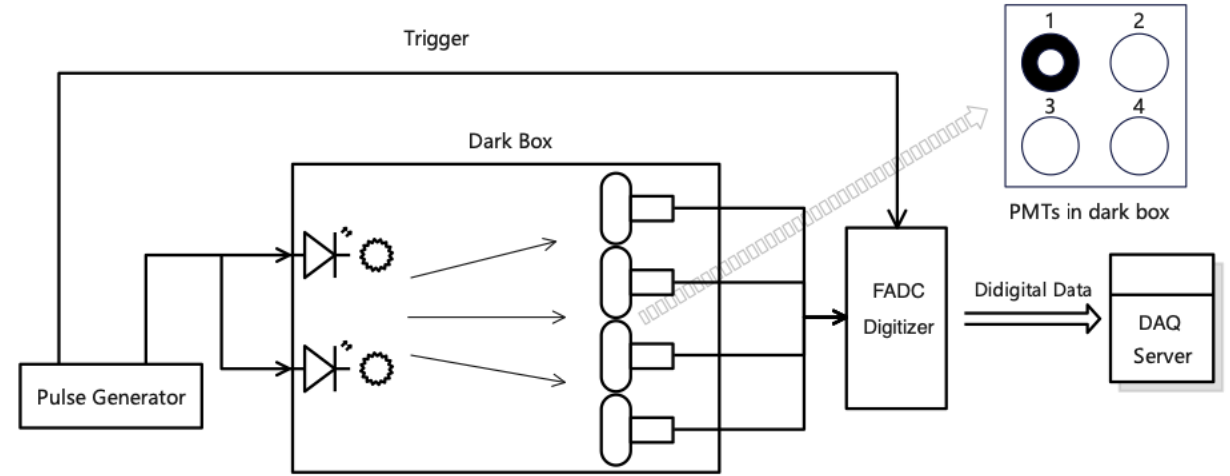 Trigger
1 2
3 4
Dark Box
PMTs in dark box
FADC
Digitizer
Didigital Data
DAQ
Server
Pulse Generator